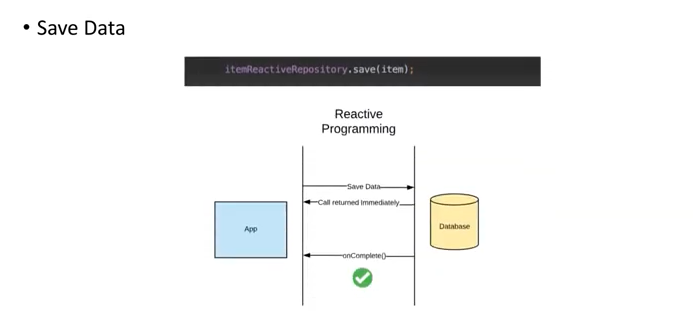 • Save Data
itemReactiveRepository.save(item);
Reactive
Programming
Save Data
Call returned Immediately
App
Database
onComplete()